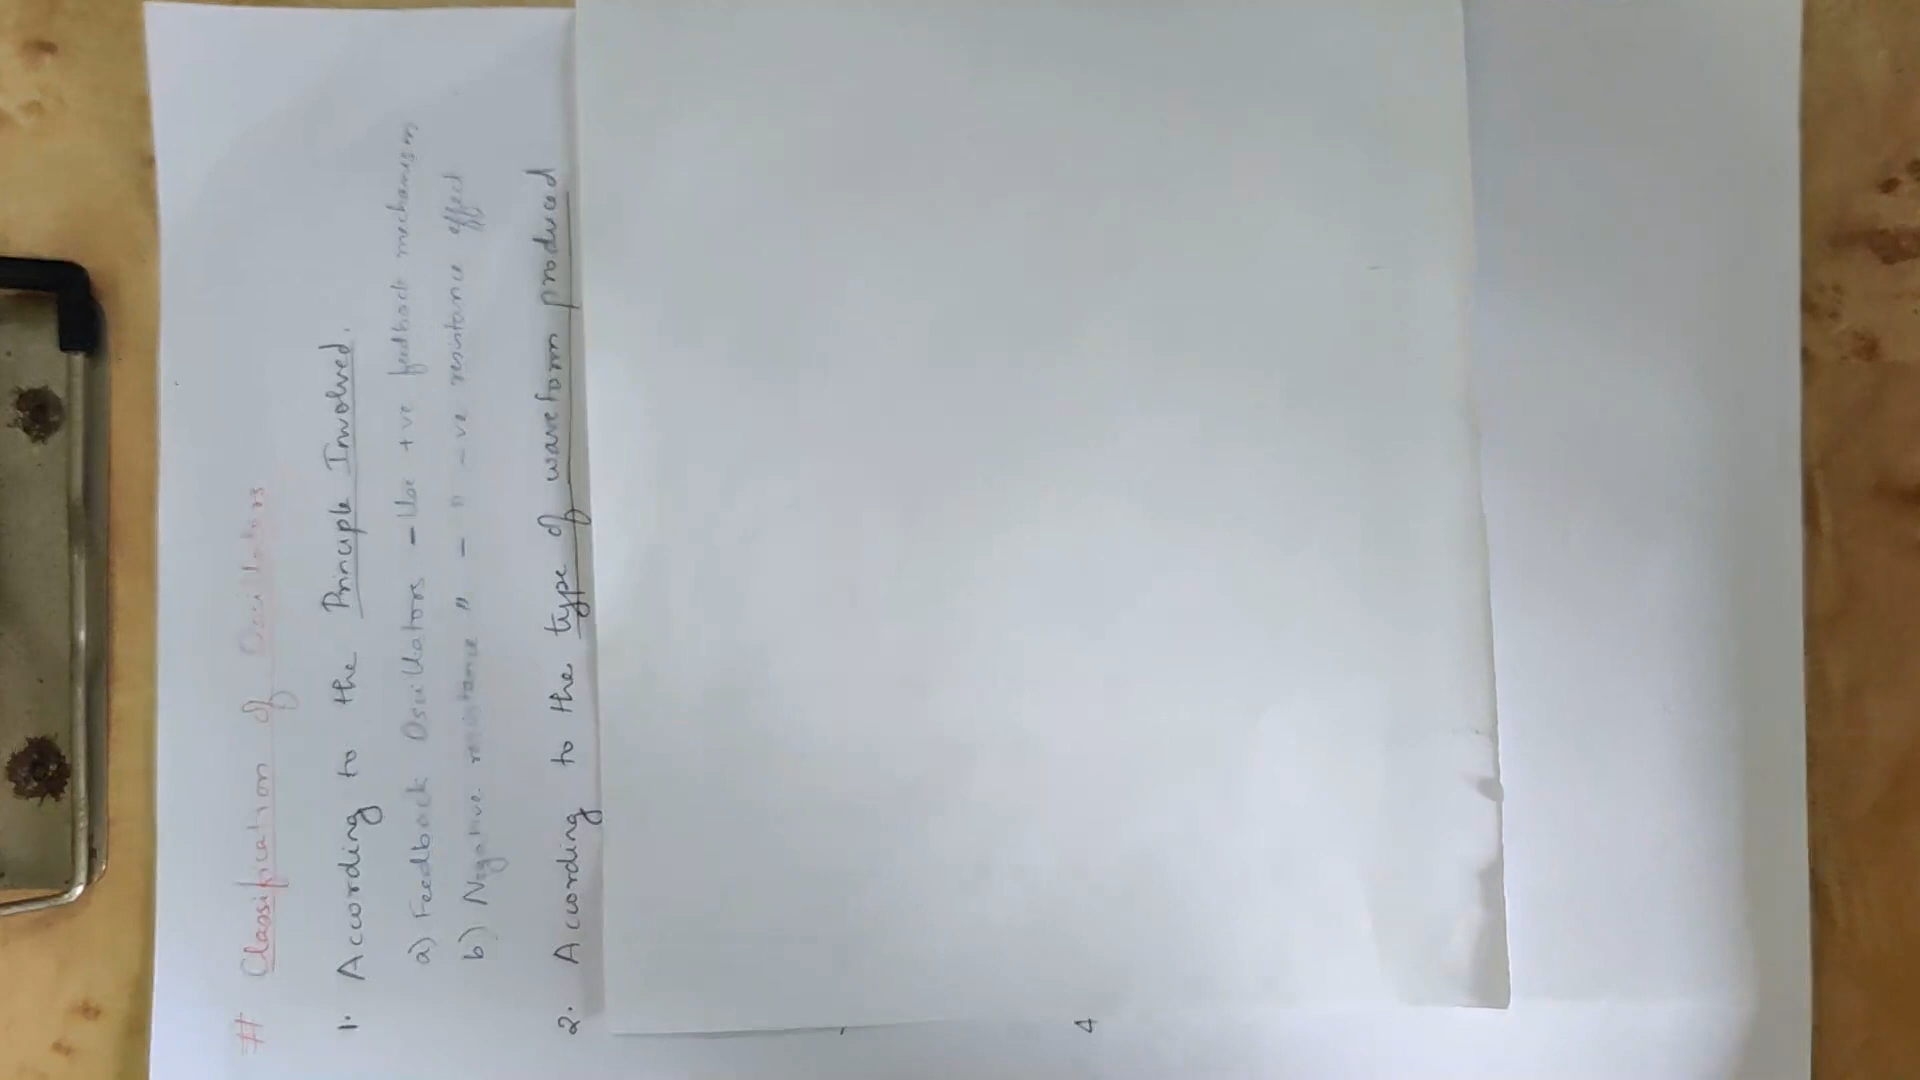 # Classification of Oscillators
1. According to the Principle Involved.
a) Feedback Oscillators - Use +ve feedback mechanism
b) Negative resistance " - " -ve resistance effect
2. According to the type of waveform produced
4